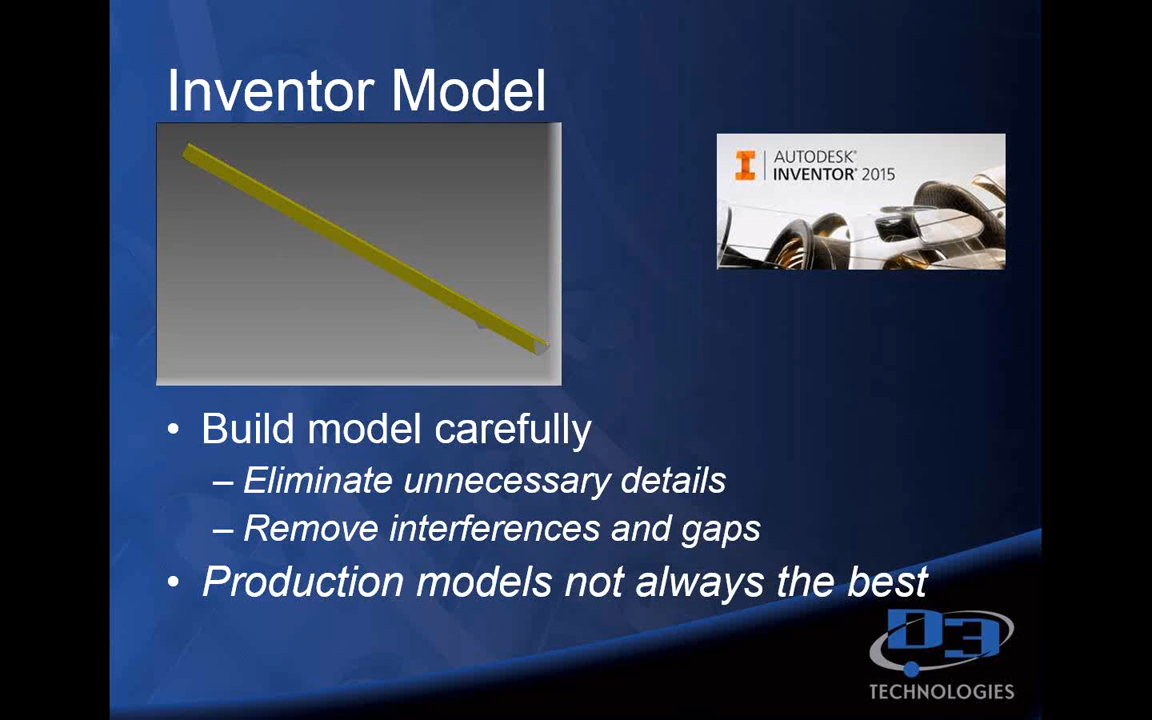 Inventor Model
AUTODESK®
INVENTOR® 2015
• Build model carefully
– Eliminate unnecessary details
– Remove interferences and gaps
• Production models not always the best
D3
TECHNOLOGIES